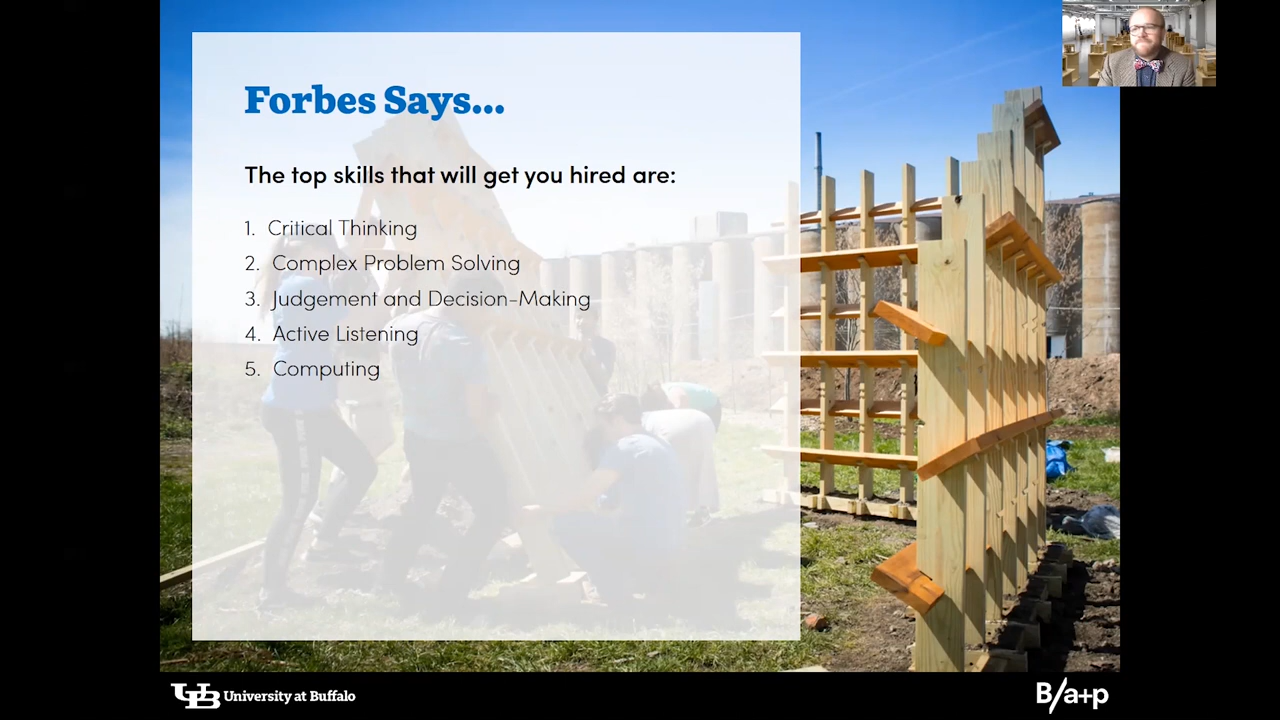 Forbes Says...
The top skills that will get you hired are:
1. Critical Thinking
2. Complex Problem Solving
3. Judgement and Decision-Making
4. Active Listening
5. Computing
UB University at Buffalo
B/a+p